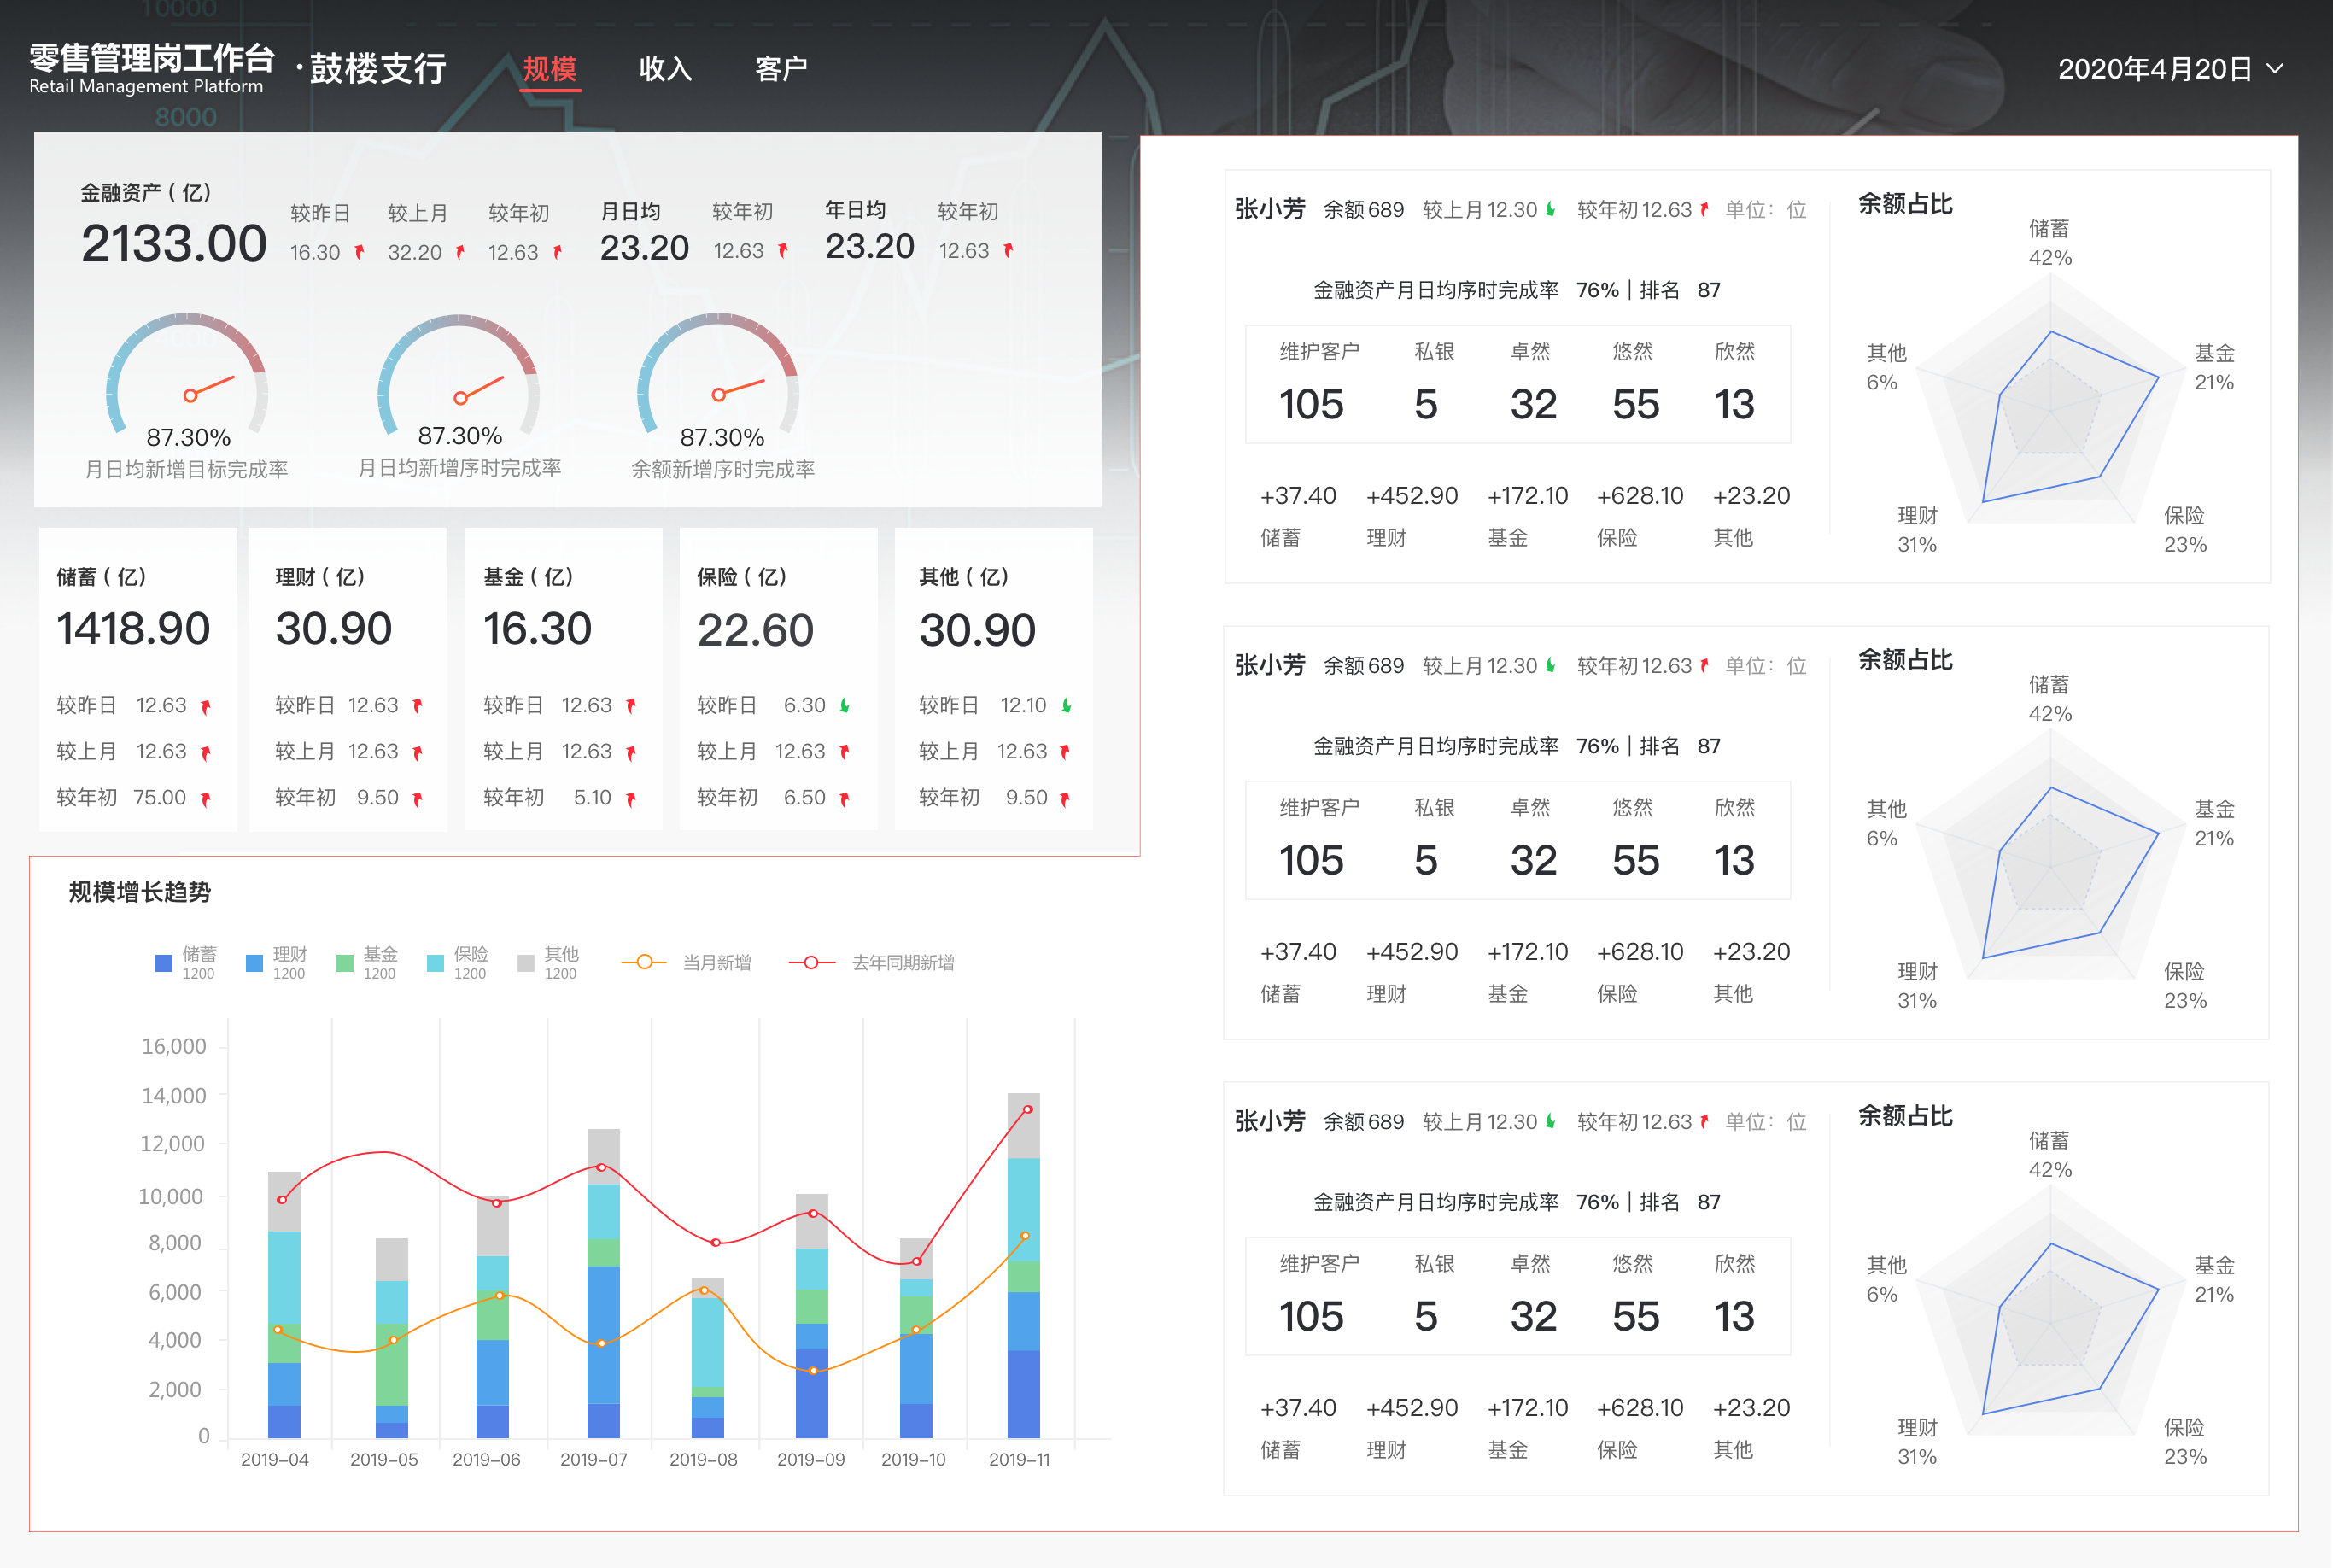 10000
8000
零售管理岗工作台
Retail Management Platform
·鼓楼支行
规模 收入 客户
2020年4月20日
金融资产(亿)
2133.00
较昨日 较上月 较年初
16.30 32.20 12.63
月日均 较年初
23.20 12.63
年日均 较年初
23.20 12.63
87.30% 87.30% 87.30%
月日均新增目标完成率 月日均新增序时完成率 余额新增序时完成率
储蓄(亿)
1418.90
较昨日 12.63
较上月 12.63
较年初 75.00
理财(亿)
30.90
较昨日 12.63
较上月 12.63
较年初 9.50
基金(亿)
16.30
较昨日 12.63
较上月 12.63
较年初 5.10
保险(亿)
22.60
较昨日 6.30
较上月 12.63
较年初 6.50
其他(亿)
30.90
较昨日 12.10
较上月 12.63
较年初 9.50
规模增长趋势
储蓄 理财 基金 保险 其他 当月新增 去年同期新增
1200 1200 1200 1200 1200
16,000
14,000
12,000
10,000
8,000
6,000
4,000
2,000
0
2019-04 2019-05 2019-06 2019-07 2019-08 2019-09 2019-10 2019-11
张小芳 余额689 较上月12.30 较年初12.63 单位：位
金融资产月日均序时完成率 76%|排名 87
维护客户 私银 卓然 悠然 欣然
105 5 32 55 13
+37.40 +452.90 +172.10 +628.10 +23.20
储蓄 理财 基金 保险 其他
余额占比
储蓄
42%
其他
6%
基金
21%
理财
31%
保险
23%
张小芳 余额689 较上月12.30 较年初12.63 单位：位
金融资产月日均序时完成率 76%|排名 87
维护客户 私银 卓然 悠然 欣然
105 5 32 55 13
+37.40 +452.90 +172.10 +628.10 +23.20
储蓄 理财 基金 保险 其他
余额占比
储蓄
42%
其他
6%
基金
21%
理财
31%
保险
23%
张小芳 余额689 较上月12.30 较年初12.63 单位：位
金融资产月日均序时完成率 76%|排名 87
维护客户 私银 卓然 悠然 欣然
105 5 32 55 13
+37.40 +452.90 +172.10 +628.10 +23.20
储蓄 理财 基金 保险 其他
余额占比
储蓄
42%
其他
6%
基金
21%
理财
31%
保险
23%